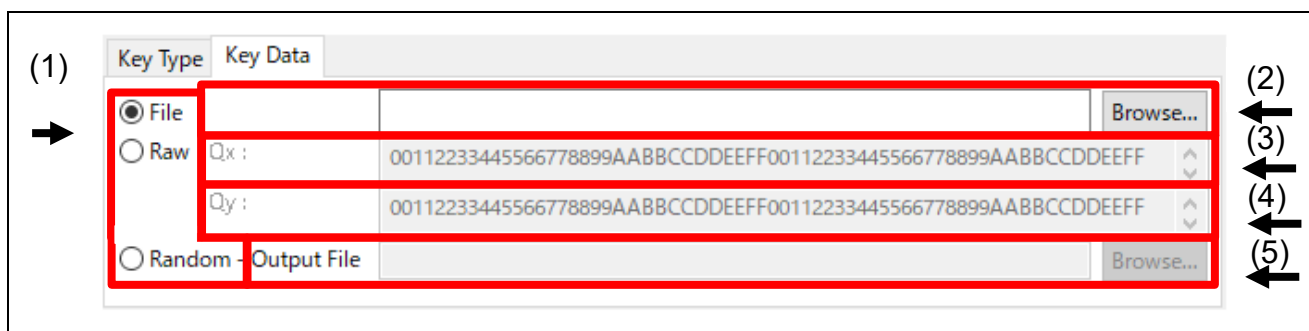 (1)
Key Type Key Data
(2)
File Browse...
(3)
Raw Qx : 00112233445566778899AABBCCDDEEFF00112233445566778899AABBCCDDEEFF
(4)
Qy : 00112233445566778899AABBCCDDEEFF00112233445566778899AABBCCDDEEFF
(5)
Random - Output File Browse...